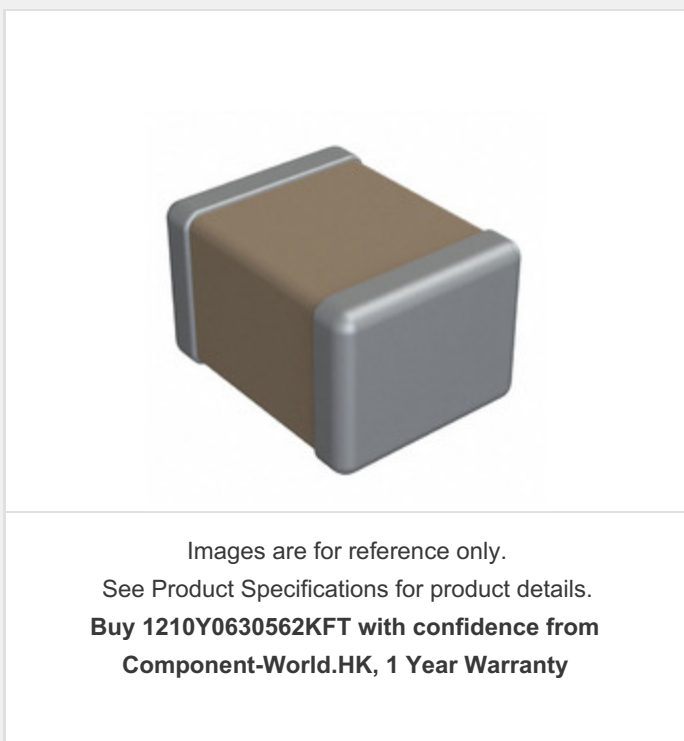 Images are for reference only.
See Product Specifications for product details.
Buy 1210Y0630562KFT with confidence from
Component-World.HK, 1 Year Warranty